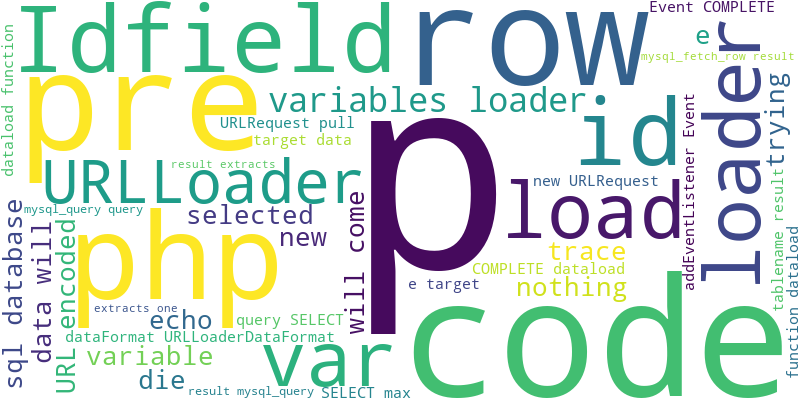 Idfield
row
Event COMPLETE
e
mysql_fetch_row result
dataload function
pre
variables loader
loader
trying
URLRequest pull
target data
id
p
result extracts
URLLoader
new URLRequest
load
addEventListener Event
mysql_query query
selected
php
new
will come
trace
COMPLETE dataload
nothing
e target
code
tablename result
function dataload
sql database
data will
URL encoded
extracts one
echo
query SELECT
dataFormat URLLoaderDataFormat
var
variable
die
result mysql_query
SELECT max